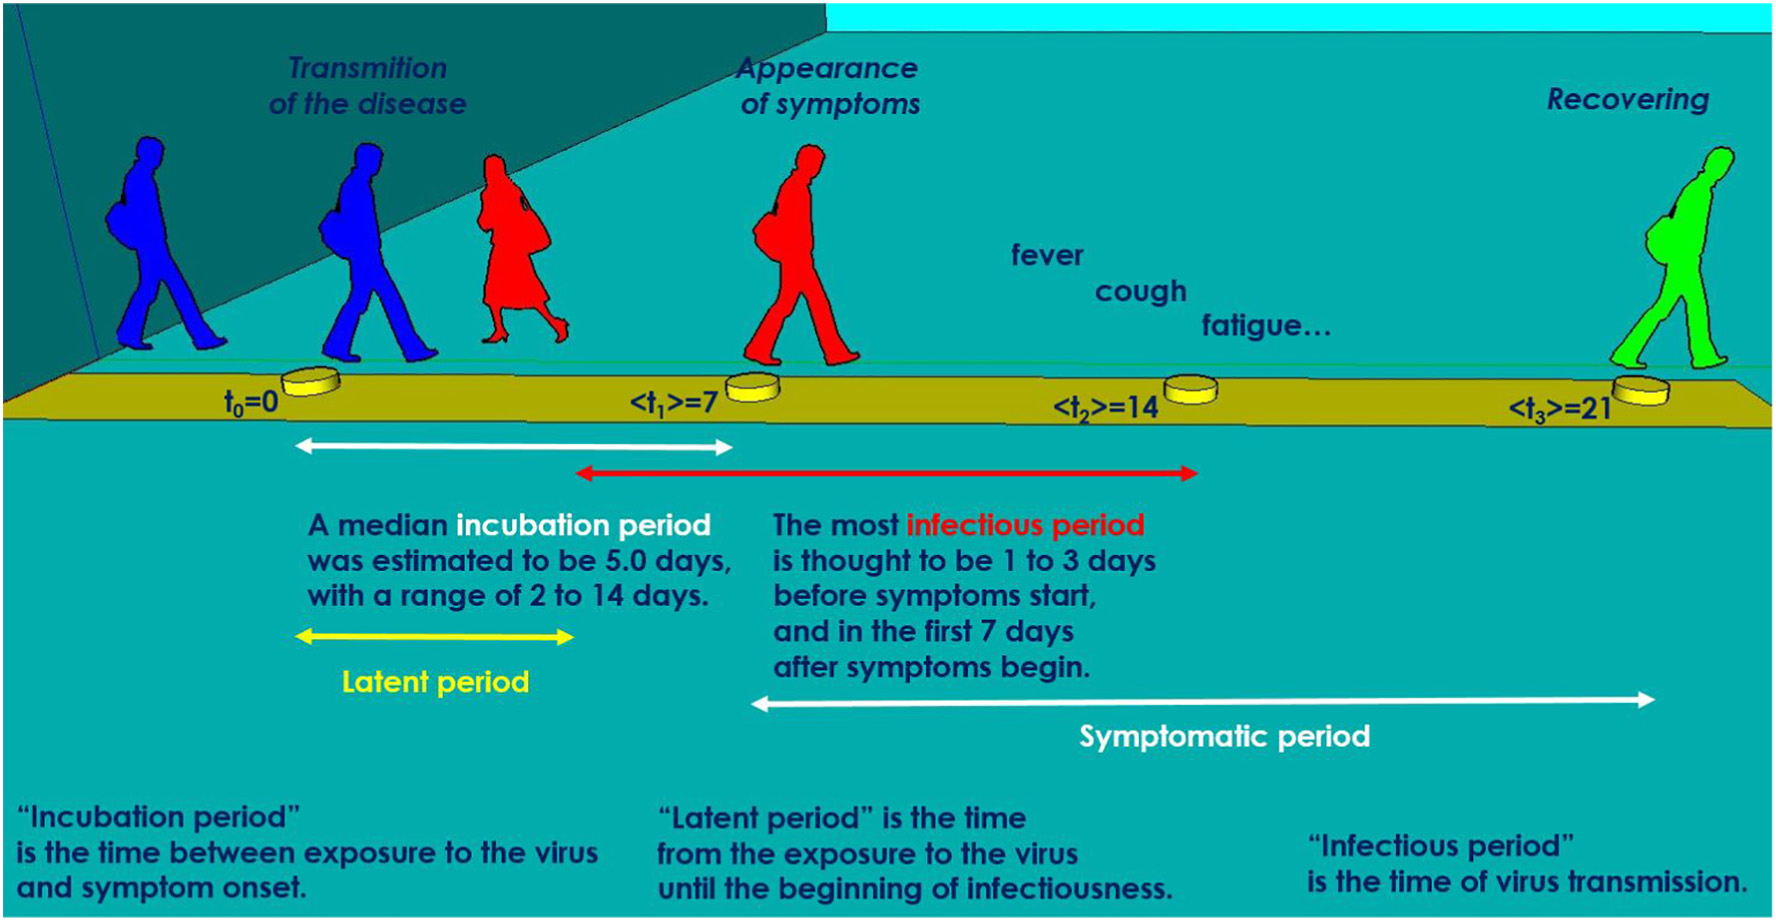 Transmition
of the disease
Appearance
of symptoms
Recovering
fever
cough
fatigue...
t₀=0
<t₁>=7
<t₂>=14
<t₃>=21
A median incubation period
was estimated to be 5.0 days,
with a range of 2 to 14 days.
Latent period
The most infectious period
is thought to be 1 to 3 days
before symptoms start,
and in the first 7 days
after symptoms begin.
Symptomatic period
“Incubation period”
is the time between exposure to the virus
and symptom onset.
“Latent period” is the time
from the exposure to the virus
until the beginning of infectiousness.
“Infectious period”
is the time of virus transmission.